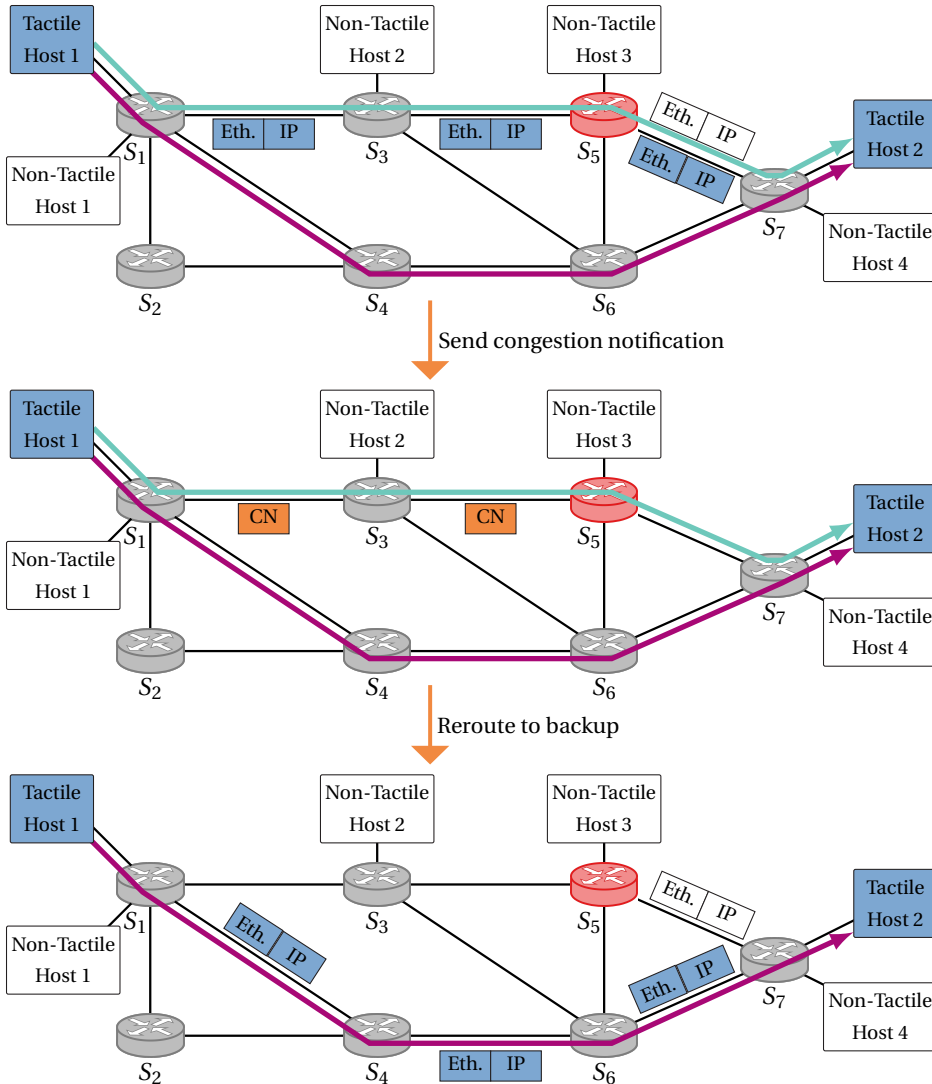 Tactile
Host 1
Non-Tactile
Host 2
Non-Tactile
Host 3
Eth. IP
Tactile
Host 2
S1
Eth. IP
S3
Eth. IP
S5
Eth. IP
Non-Tactile
Host 1
S7
Non-Tactile
Host 4
S2
S4
S6
Send congestion notification
Tactile
Host 1
Non-Tactile
Host 2
Non-Tactile
Host 3
Tactile
Host 2
S1
CN
S3
CN
S5
Non-Tactile
Host 1
S7
Non-Tactile
Host 4
S2
S4
S6
Reroute to backup
Tactile
Host 1
Non-Tactile
Host 2
Non-Tactile
Host 3
Eth. IP
Tactile
Host 2
S1
Eth. IP
S3
S5
Eth. IP
Non-Tactile
Host 1
S7
Non-Tactile
Host 4
S2
S4
Eth. IP
S6